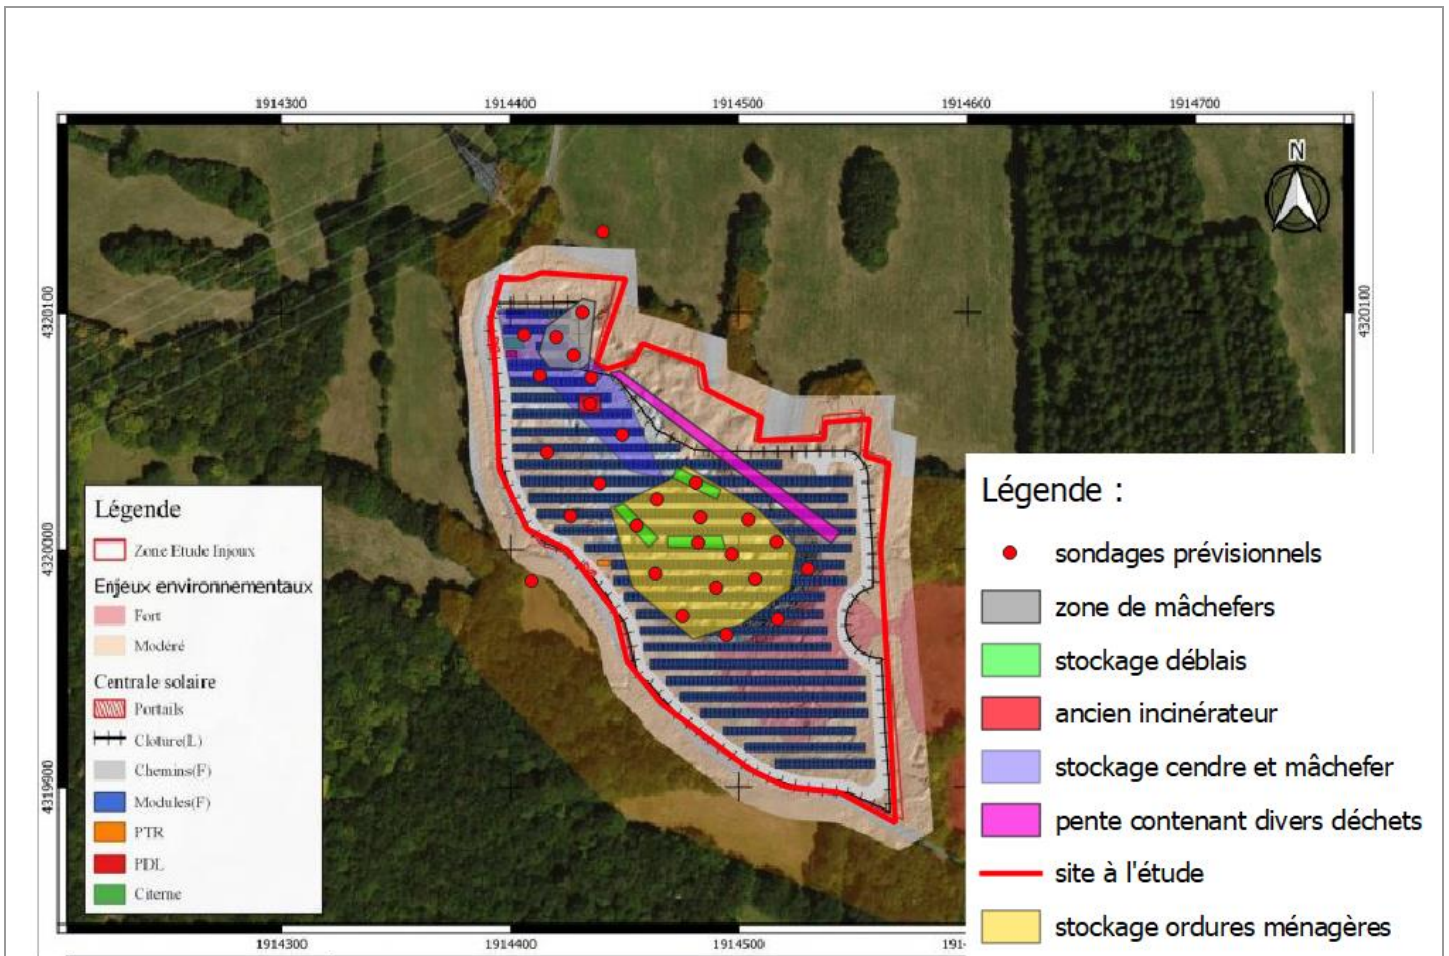 1914300 1914400 1914500 1914600 1914700
N
4320100 4320100
4320000
4319900
Légende
Zone Etude Injoux
Enjeux environnementaux
Fort
Modéré
Centrale solaire
Portails
Cloture(L)
Chemins(F)
Modules(F)
PTR
PDL
Citerne
Légende :
sondages prévisionnels
zone de mâchefers
stockage déblais
ancien incinérateur
stockage cendre et mâchefer
pente contenant divers déchets
site à l'étude
stockage ordures ménagères
1914300 1914400 1914500 191